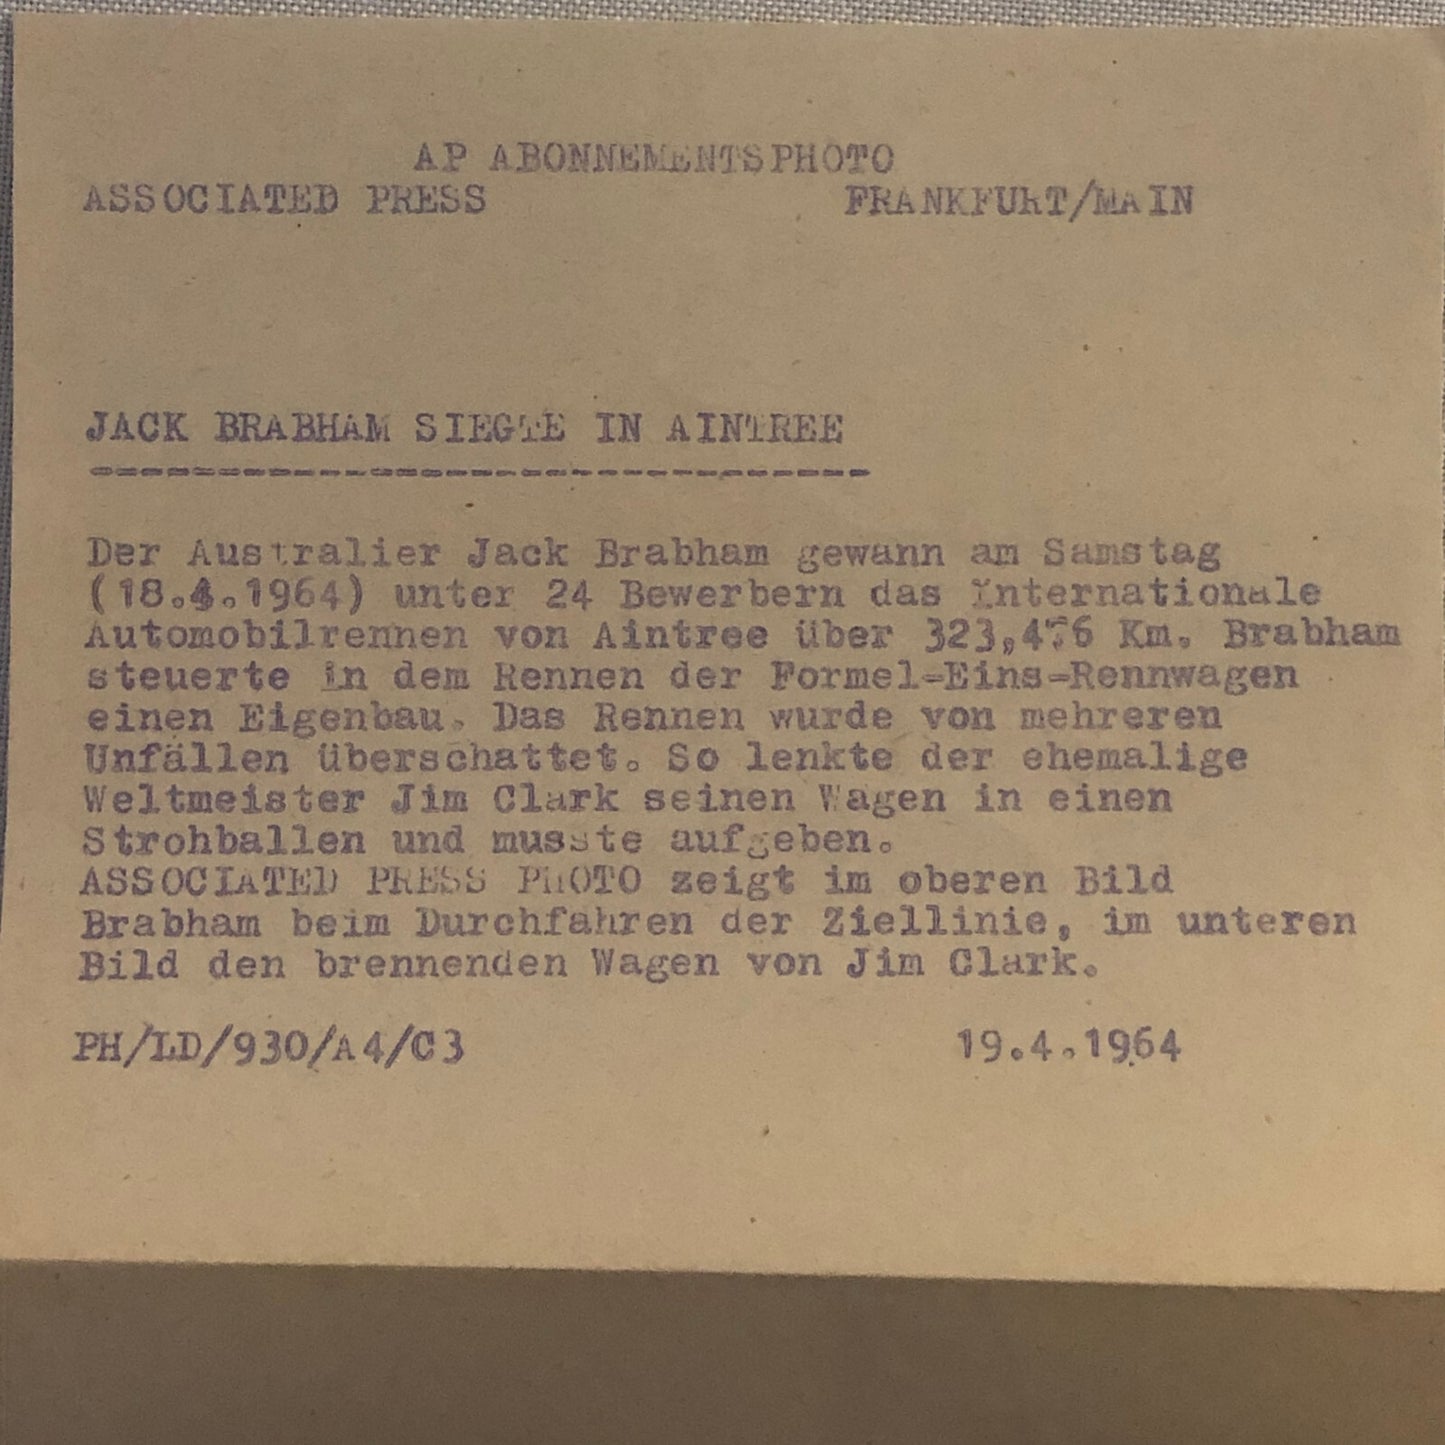 AP ABONNEMENTSPHOTO
ASSOCIATED PRESS FRANKFURT/MAIN
JACK BRABHAM SIEGTE IN AINTREE
-------------------------------
Der Australier Jack Brabham gewann am Samstag
(18.4.1964) unter 24 Bewerbern das Internationale
Automobilrennen von Aintree über 323,476 Km. Brabham
steuerte in dem Rennen der Formel-Eins-Rennwagen
einen Eigenbau. Das Rennen wurde von mehreren
Unfällen überschattet. So lenkte der ehemalige
Weltmeister Jim Clark seinen Wagen in einen
Strohballen und musste aufgeben.
ASSOCIATED PRESS PHOTO zeigt im oberen Bild
Brabham beim Durchfahren der Ziellinie, im unteren
Bild den brennenden Wagen von Jim Clark.
PH/LD/930/A4/C3 19.4.1964